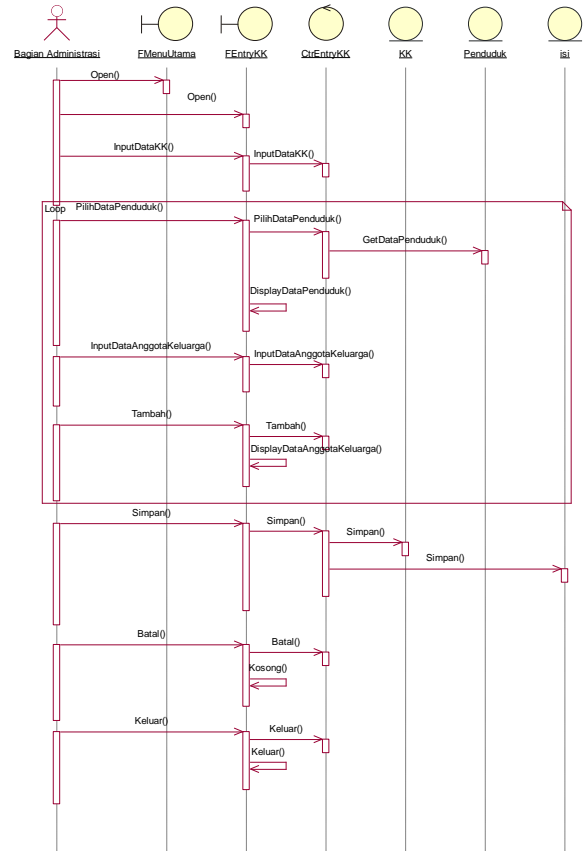 Bagian Administrasi
FMenuUtama
FEntryKK
CtrEntryKK
KK
Penduduk
isi
Open()
Open()
InputDataKK()
InputDataKK()
Loop
PilihDataPenduduk()
PilihDataPenduduk()
GetDataPenduduk()
DisplayDataPenduduk()
InputDataAnggotaKeluarga()
InputDataAnggotaKeluarga()
Tambah()
Tambah()
DisplayDataAnggotaKeluarga()
Simpan()
Simpan()
Simpan()
Simpan()
Batal()
Batal()
Kosong()
Keluar()
Keluar()
Keluar()